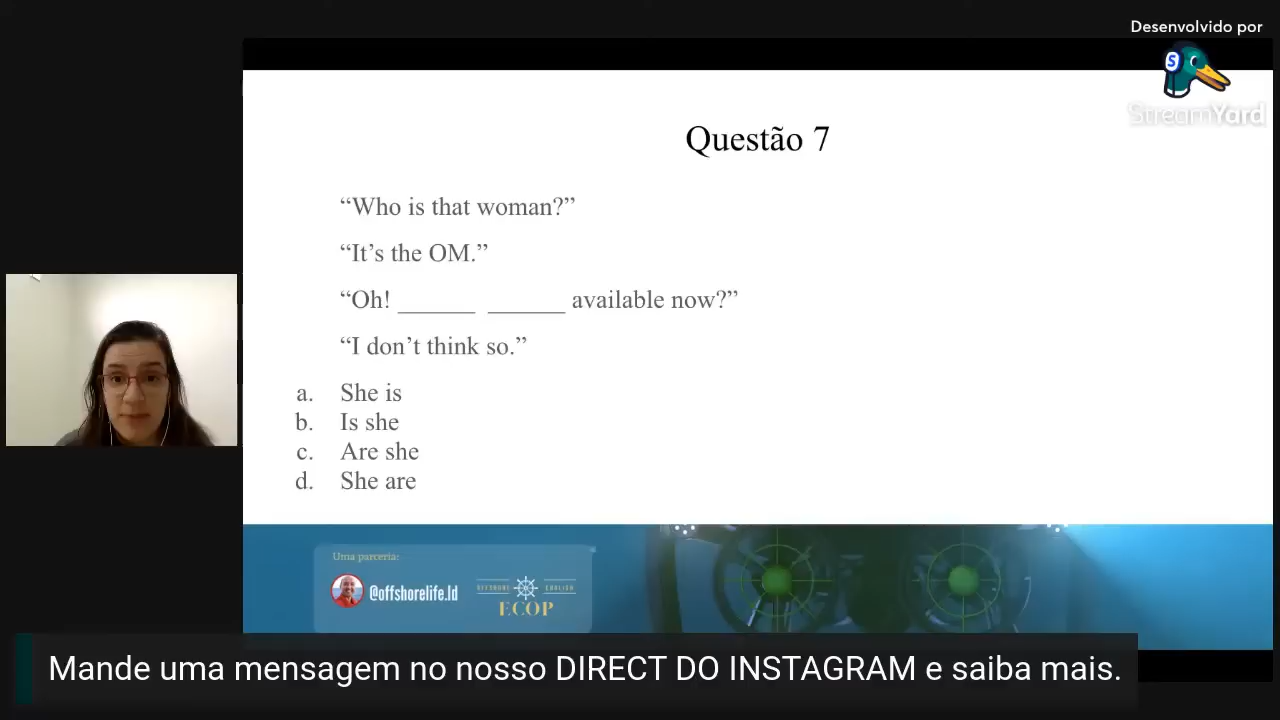 Desenvolvido por
S
StreamYard
Questão 7
“Who is that woman?”
“It’s the OM.”
“Oh! ______ ______ available now?”
“I don’t think so.”
a. She is
b. Is she
c. Are she
d. She are
Uma parceria:
@offshorelife.ld
OFFSHORE ENGLISH
ECOP
Mande uma mensagem no nosso DIRECT DO INSTAGRAM e saiba mais.